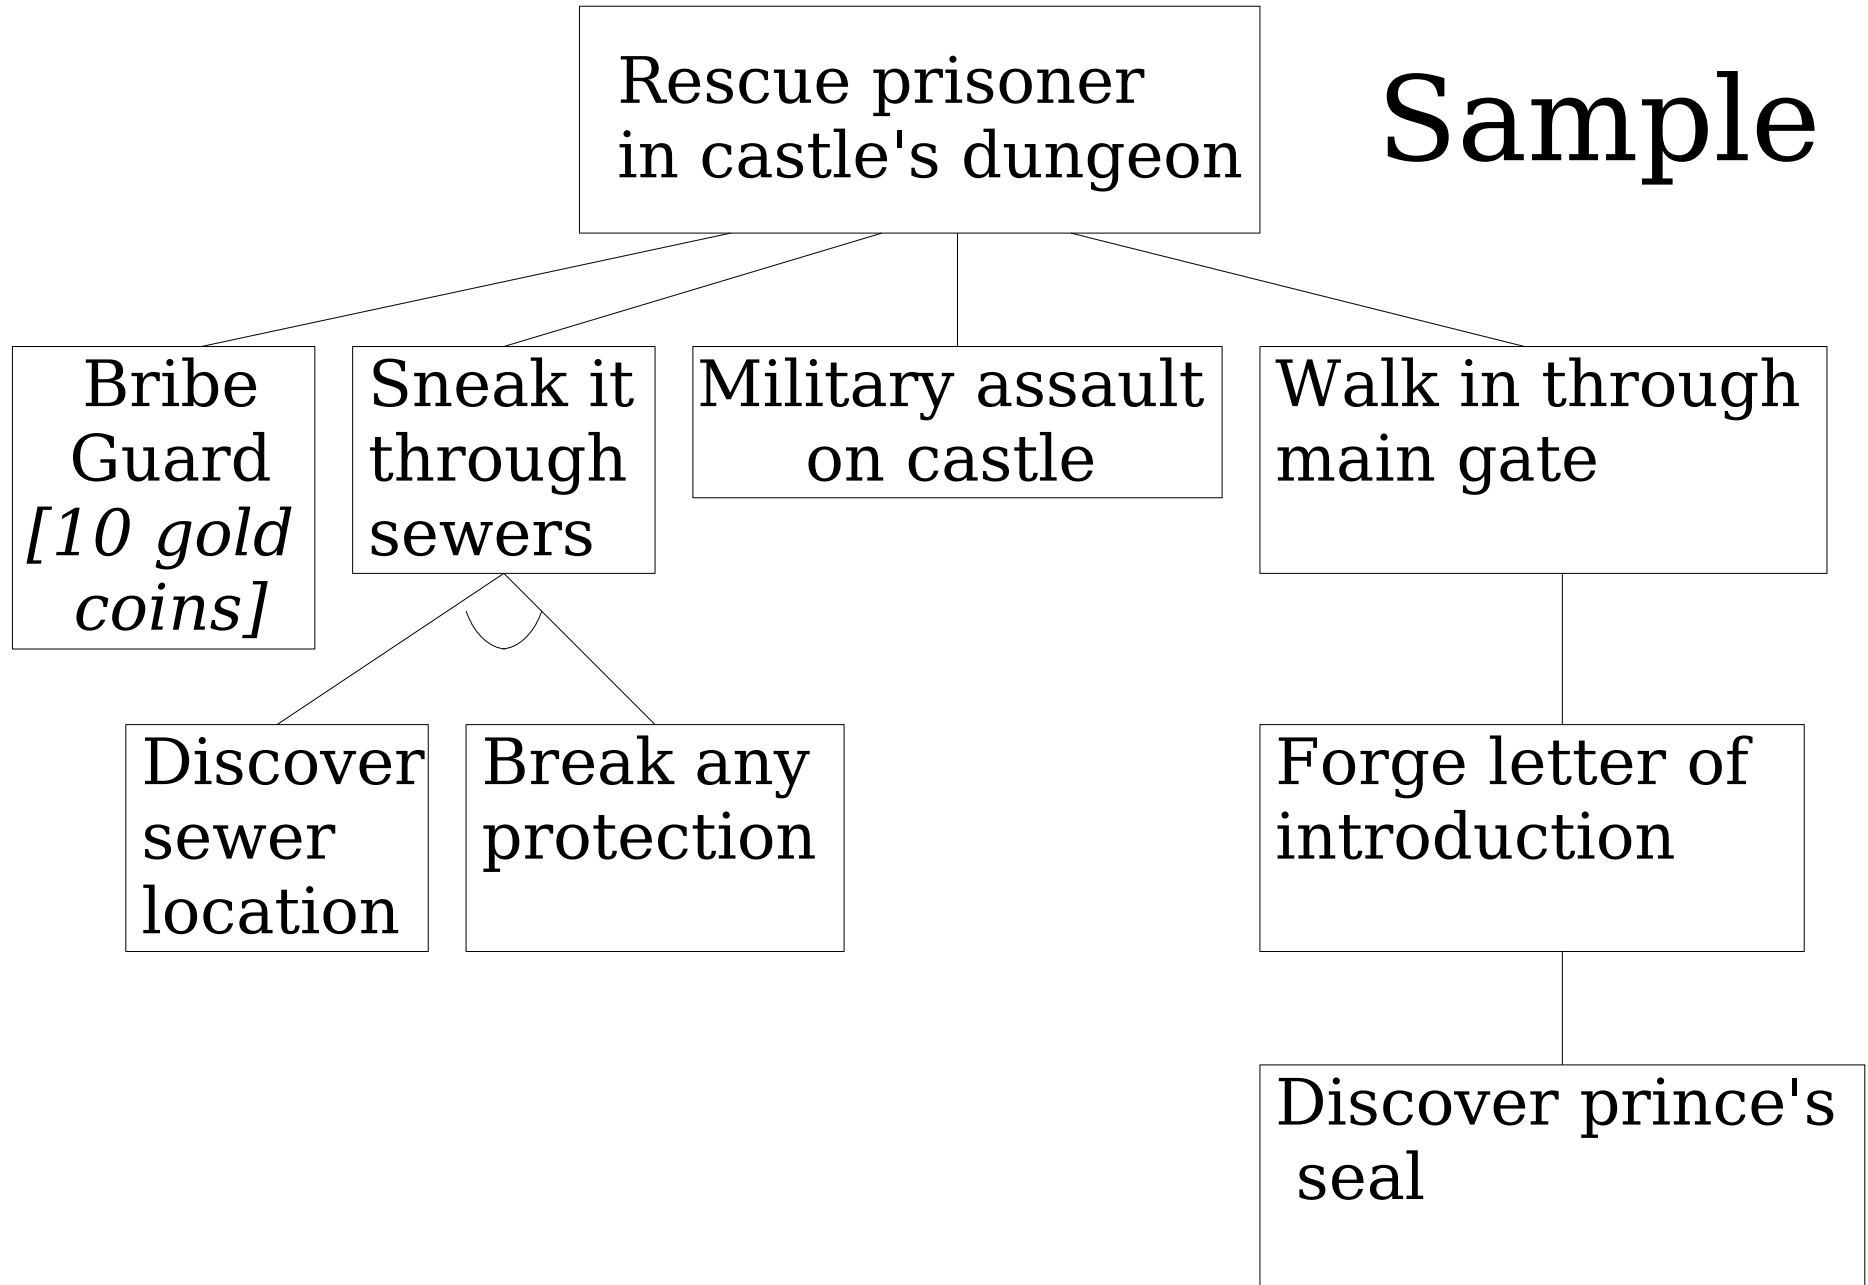 Rescue prisoner
in castle's dungeon
Sample
Bribe
Guard
[10 gold
coins]
Sneak it
through
sewers
Military assault
on castle
Walk in through
main gate
Discover
sewer
location
Break any
protection
Forge letter of
introduction
Discover prince's
seal